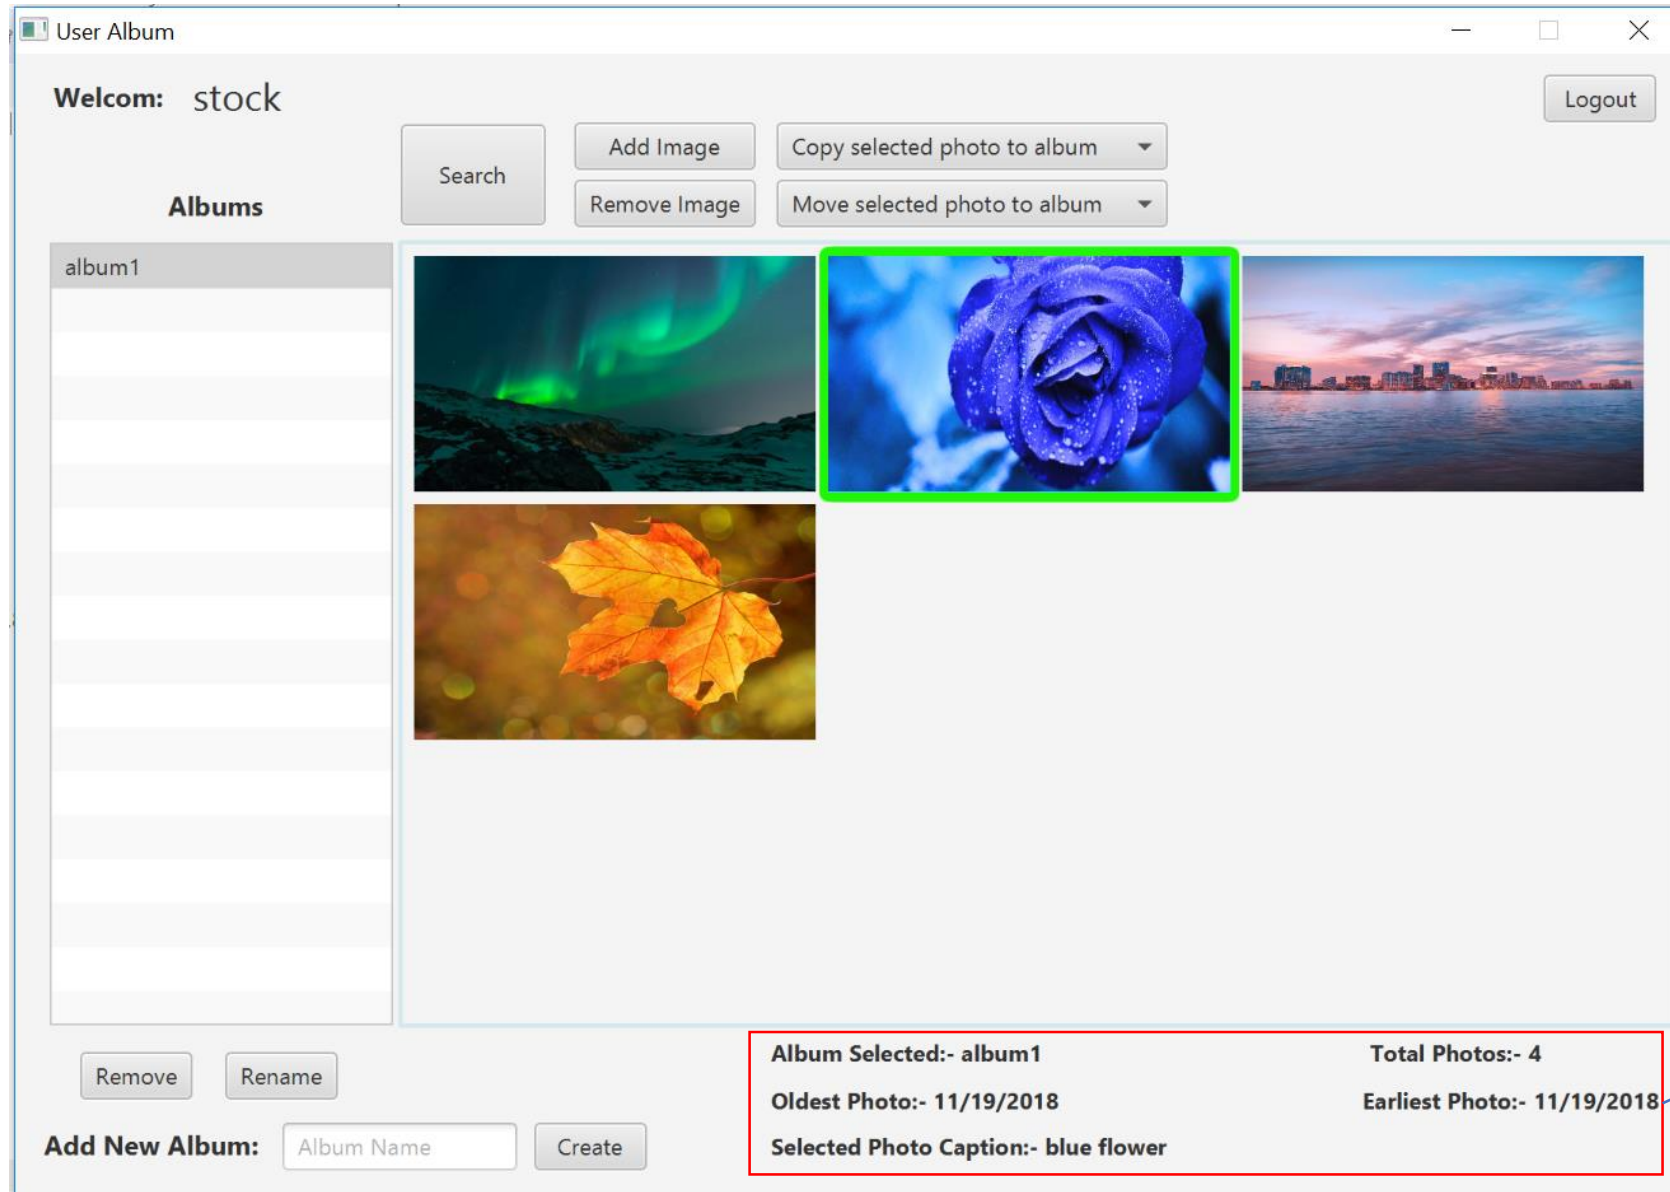 User Album
Welcom: stock
Logout
Search
Add Image
Copy selected photo to album
Remove Image
Move selected photo to album
Albums
album1
Remove
Rename
Album Selected:- album1
Total Photos:- 4
Oldest Photo:- 11/19/2018
Earliest Photo:- 11/19/2018
Add New Album:
Album Name
Create
Selected Photo Caption:- blue flower